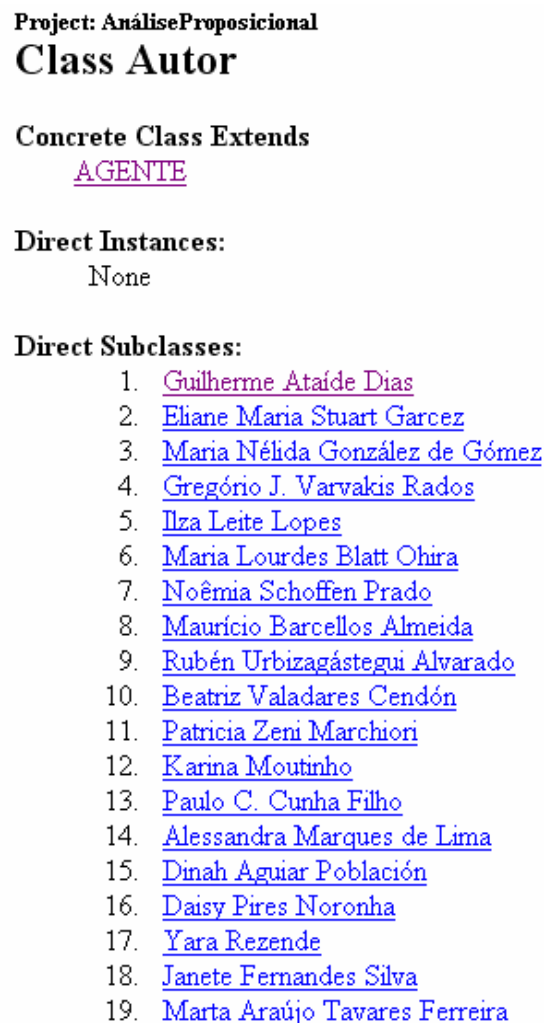 Project: AnáliseProposicional
Class Autor
Concrete Class Extends
AGENTE
Direct Instances:
None
Direct Subclasses:
1. Guilherme Ataíde Dias
2. Eliane Maria Stuart Garcez
3. Maria Nélida González de Gómez
4. Gregório J. Varvakis Rados
5. Ilza Leite Lopes
6. Maria Lourdes Blatt Ohira
7. Noêmia Schoffen Prado
8. Maurício Barcellos Almeida
9. Rubén Urbizagástegui Alvarado
10. Beatriz Valadares Cendón
11. Patricia Zeni Marchiori
12. Karina Moutinho
13. Paulo C. Cunha Filho
14. Alessandra Marques de Lima
15. Dinah Aguiar Población
16. Daisy Pires Noronha
17. Yara Rezende
18. Janete Fernandes Silva
19. Marta Araújo Tavares Ferreira